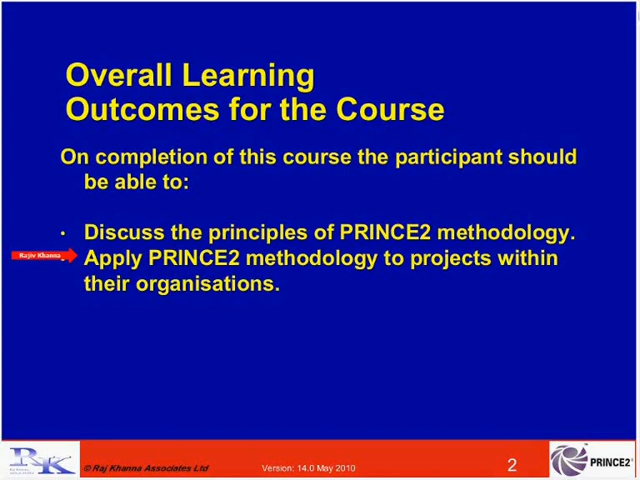 Overall Learning
Outcomes for the Course
On completion of this course the participant should
be able to:
• Discuss the principles of PRINCE2 methodology.
Rajiv Khanna
• Apply PRINCE2 methodology to projects within
their organisations.
RK
© Raj Khanna Associates Ltd
Version: 14.0 May 2010
2
PRINCE2